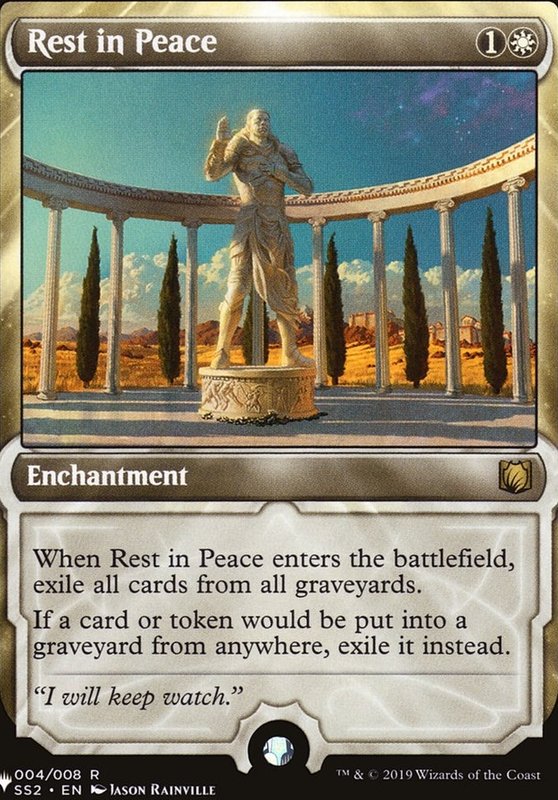 Rest in Peace 1
Enchantment
When Rest in Peace enters the battlefield,
exile all cards from all graveyards.
If a card or token would be put into a
graveyard from anywhere, exile it instead.
“I will keep watch.”
004/008 R
SS2 • EN Jason Rainville
™ & © 2019 Wizards of the Coast